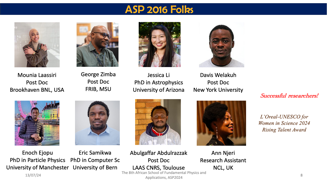 ASP 2016 Folks
Mounia Laassiri
Post Doc
Brookhaven BNL, USA
George Zimba
Post Doc
FRIB, MSU
Jessica Li
PhD in Astrophysics
University of Arizona
Davis Welakuh
Post Doc
New York University
Successful researchers!
L'Oreal-UNESCO for
Women in Science 2024
Rising Talent Award
Enoch Ejopu
PhD in Particle Physics
University of Manchester
Eric Samikwa
PhD in Computer Sc
University of Bern
Abulgaffar Abdulrazzak
Post Doc
LAAS CNRS, Toulouse
Ann Njeri
Research Assistant
NCL, UK
The 8th African School of Fundamental Physics and
Applications, ASP2024
8